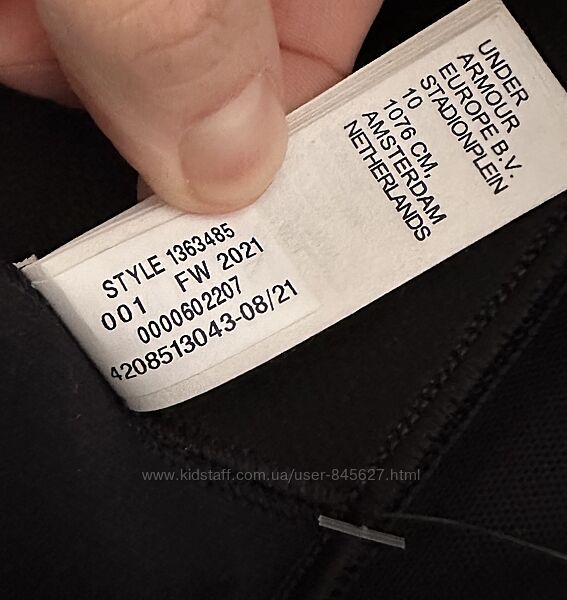 UNDER
ARMOUR
EUROPE B.V.
STADIONPLEIN
10
1076 CM,
AMSTERDAM
NETHERLANDS
STYLE 1363485
001 FW 2021
0000602207
4208513043-08/21
www.kidstaff.com.ua/user-845627.html